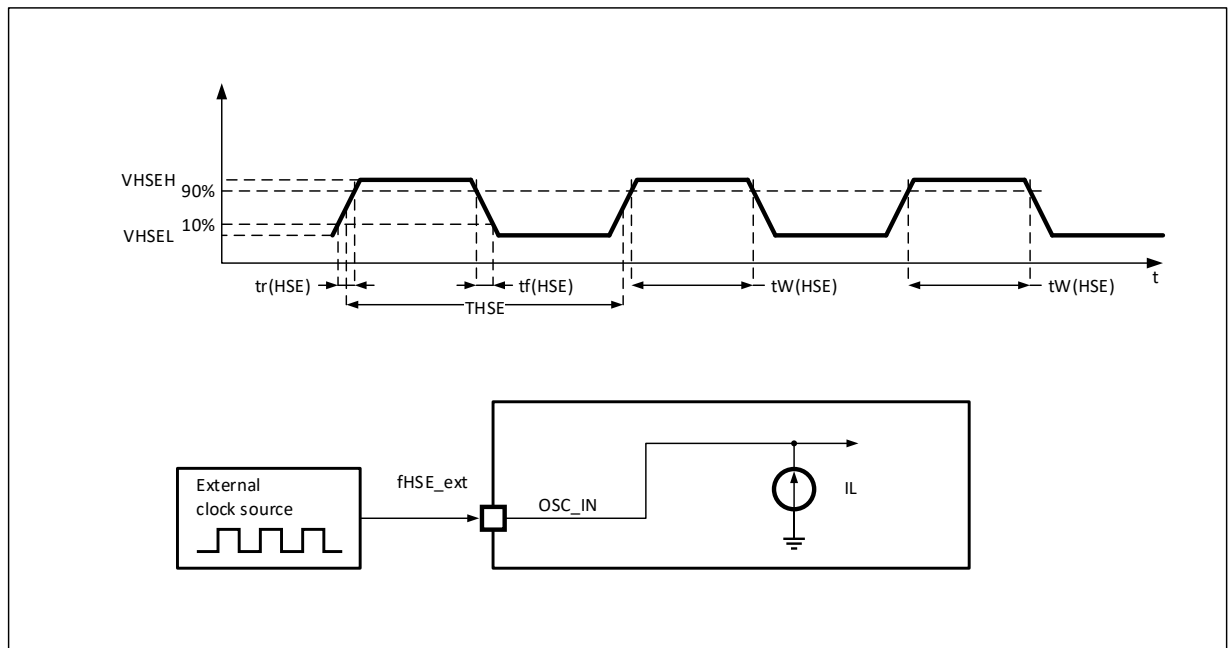 VHSEH
90%
10%
VHSEL
tr(HSE)
tf(HSE)
tW(HSE)
tW(HSE)
t
THSE
External
clock source
fHSE_ext
OSC_IN
IL